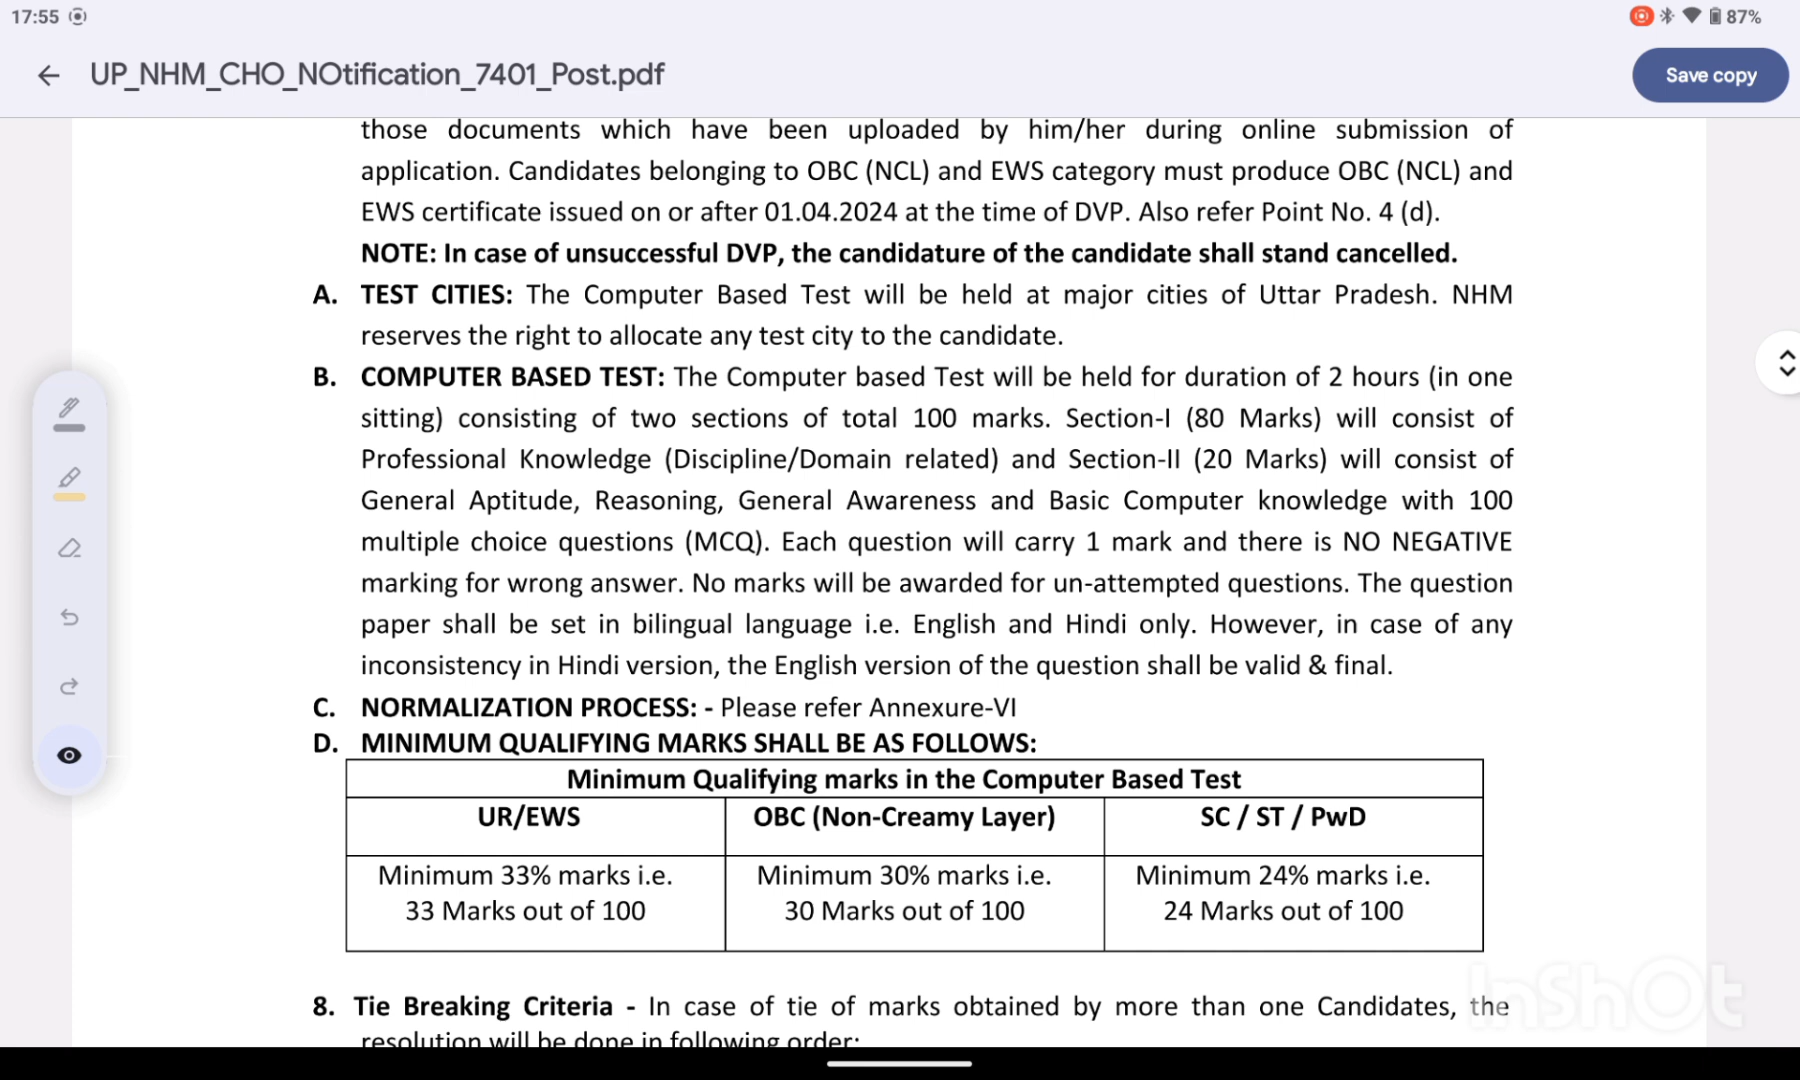 17:55
87%
UP_NHM_CHO_NOtification_7401_Post.pdf
Save copy
those documents which have been uploaded by him/her during online submission of
application. Candidates belonging to OBC (NCL) and EWS category must produce OBC (NCL) and
EWS certificate issued on or after 01.04.2024 at the time of DVP. Also refer Point No. 4 (d).
NOTE: In case of unsuccessful DVP, the candidature of the candidate shall stand cancelled.
A. TEST CITIES: The Computer Based Test will be held at major cities of Uttar Pradesh. NHM
reserves the right to allocate any test city to the candidate.
B. COMPUTER BASED TEST: The Computer based Test will be held for duration of 2 hours (in one
sitting) consisting of two sections of total 100 marks. Section-I (80 Marks) will consist of
Professional Knowledge (Discipline/Domain related) and Section-II (20 Marks) will consist of
General Aptitude, Reasoning, General Awareness and Basic Computer knowledge with 100
multiple choice questions (MCQ). Each question will carry 1 mark and there is NO NEGATIVE
marking for wrong answer. No marks will be awarded for un-attempted questions. The question
paper shall be set in bilingual language i.e. English and Hindi only. However, in case of any
inconsistency in Hindi version, the English version of the question shall be valid & final.
C. NORMALIZATION PROCESS: - Please refer Annexure-VI
D. MINIMUM QUALIFYING MARKS SHALL BE AS FOLLOWS:
Minimum Qualifying marks in the Computer Based Test
UR/EWS OBC (Non-Creamy Layer) SC / ST / PwD
Minimum 33% marks i.e. Minimum 30% marks i.e. Minimum 24% marks i.e.
33 Marks out of 100 30 Marks out of 100 24 Marks out of 100
8. Tie Breaking Criteria - In case of tie of marks obtained by more than one Candidates, the
resolution will be done in following order:
InShOt